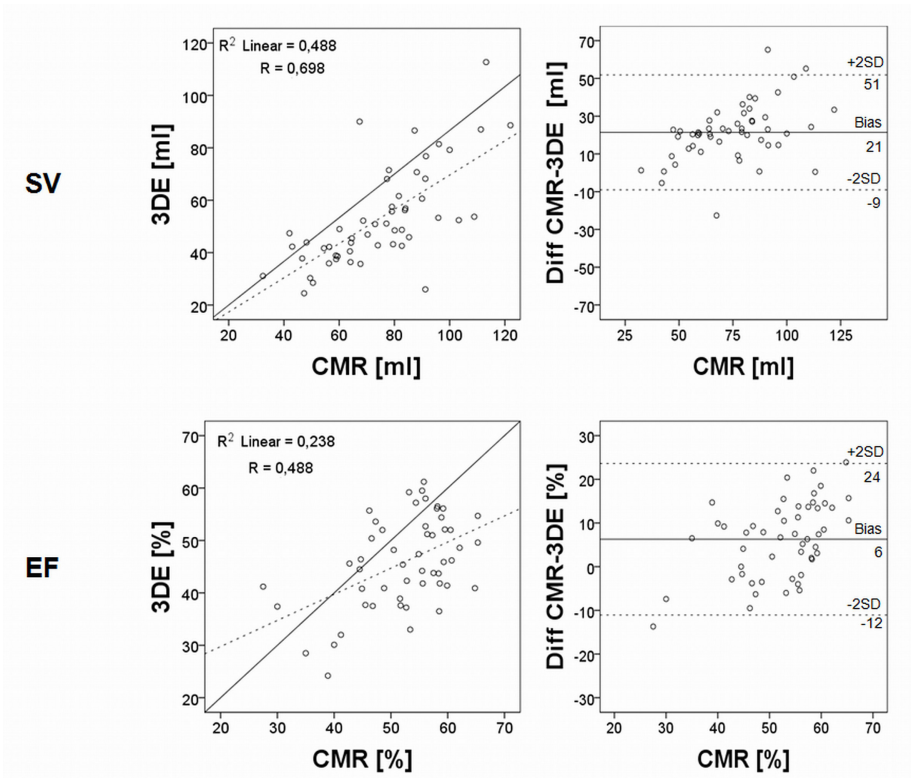 SV
R² Linear = 0,488
R = 0,698
120
100
80
60
40
20
3DE [ml]
20 40 60 80 100 120
CMR [ml]
70
50
30
10
-10
-30
-50
-70
Diff CMR-3DE [ml]
+2SD
51
Bias
21
-2SD
-9
25 50 75 100 125
CMR [ml]
EF
R² Linear = 0,238
R = 0,488
70
60
50
40
30
20
3DE [%]
20 30 40 50 60 70
CMR [%]
30
20
10
0
-10
-20
-30
Diff CMR-3DE [%]
+2SD
24
Bias
6
-2SD
-12
20 30 40 50 60 70
CMR [%]